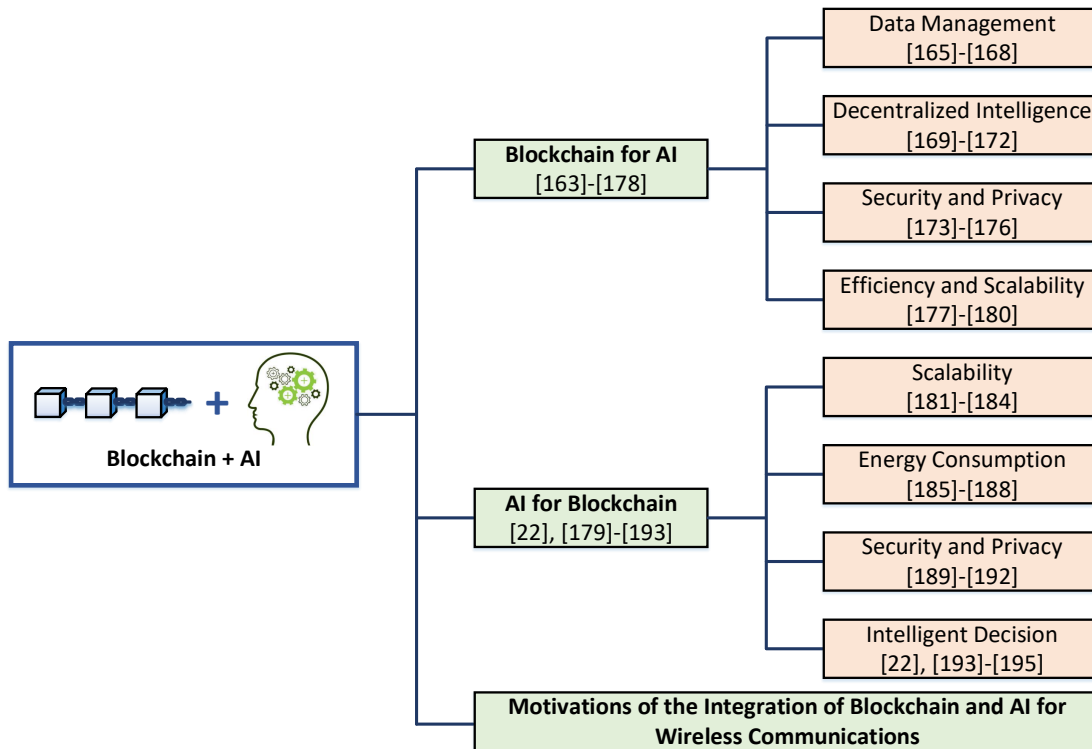 Blockchain + AI
Blockchain for AI
[163]-[178]
Data Management
[165]-[168]
Decentralized Intelligence
[169]-[172]
Security and Privacy
[173]-[176]
Efficiency and Scalability
[177]-[180]
AI for Blockchain
[22], [179]-[193]
Scalability
[181]-[184]
Energy Consumption
[185]-[188]
Security and Privacy
[189]-[192]
Intelligent Decision
[22], [193]-[195]
Motivations of the Integration of Blockchain and AI for
Wireless Communications